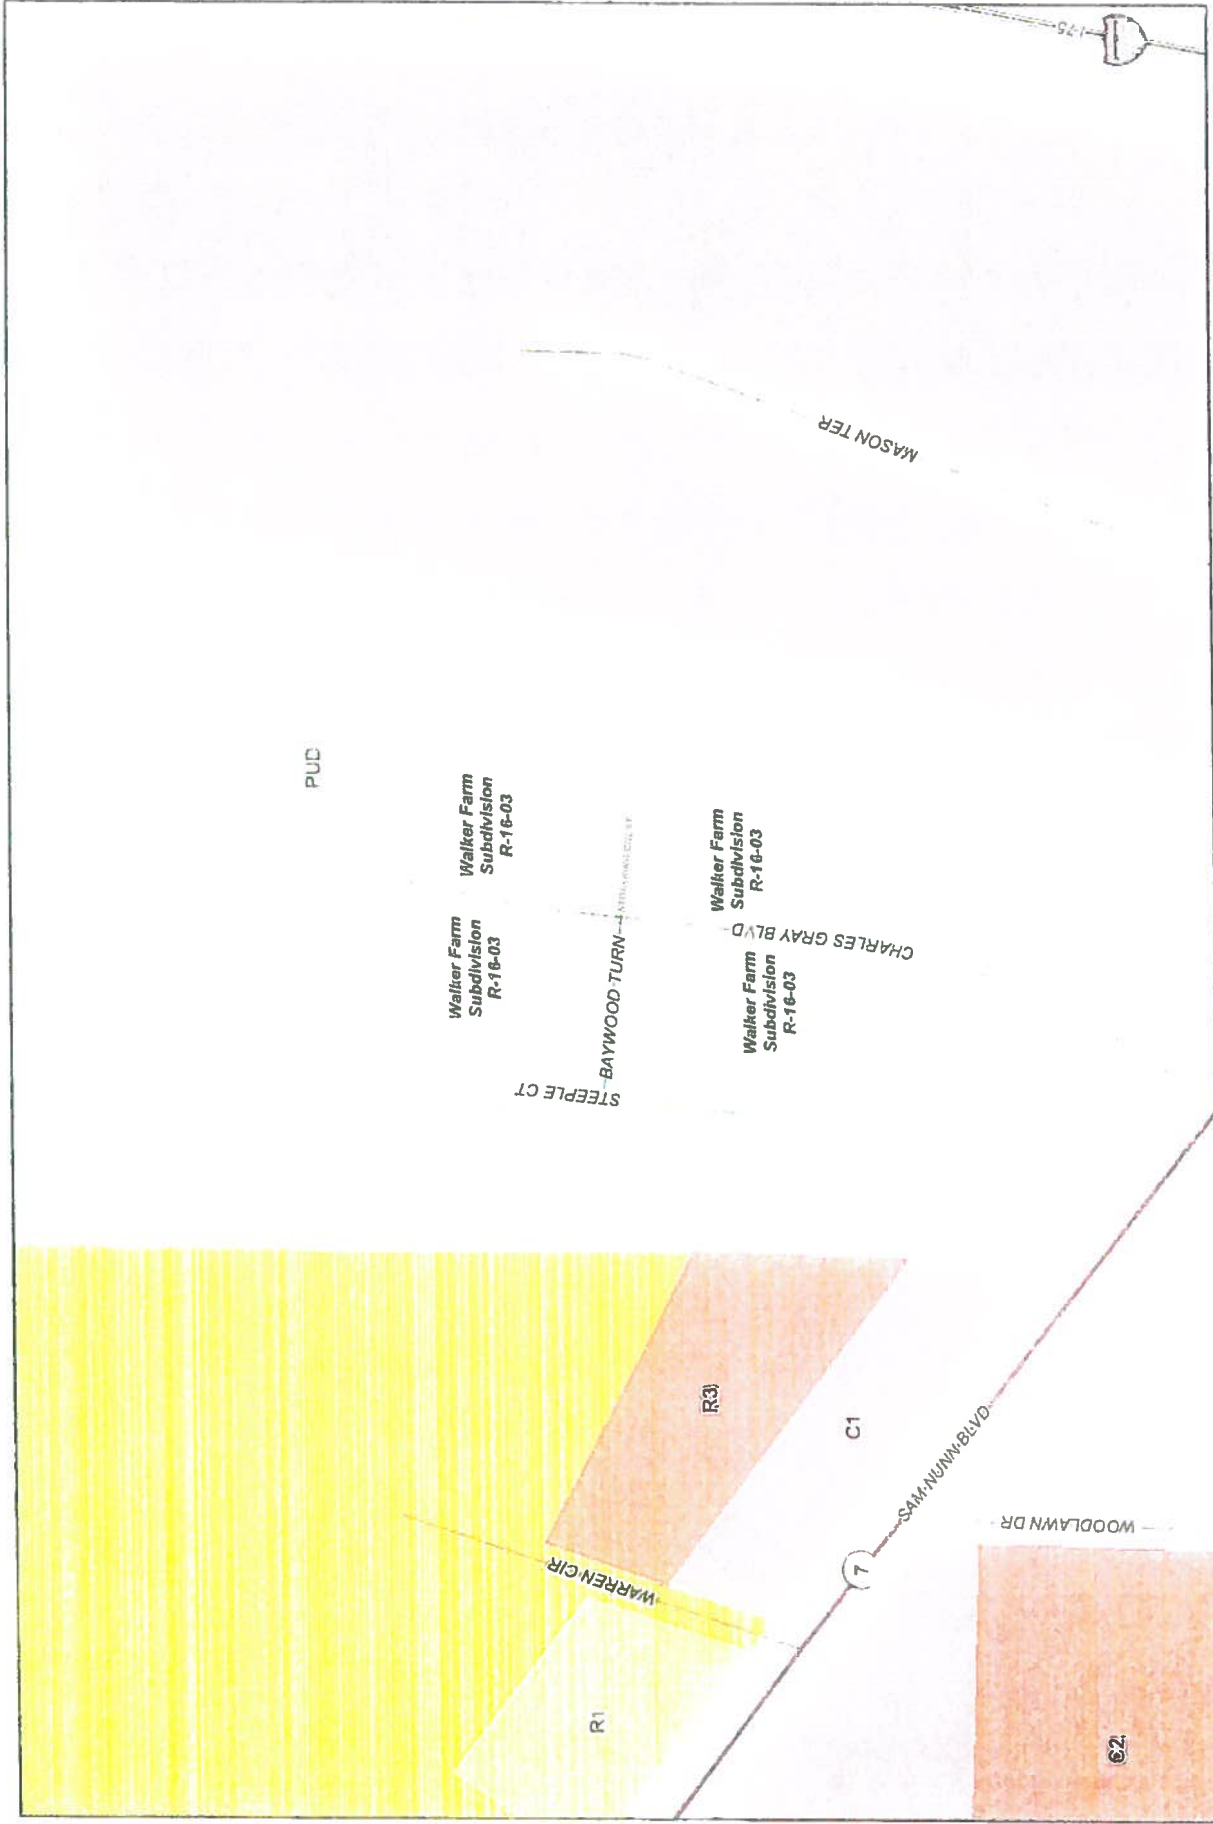 I-75
MASON TER
PUD
Walker Farm
Subdivision
R-16-03
Walker Farm
Subdivision
R-16-03
Walker Farm
Subdivision
R-16-03
Walker Farm
Subdivision
R-16-03
BAYWOOD TURN
CHARLES GRAY BLVD
STEEPLE CT
R3
C1
SAM NUNN BLVD
WOODLAWN DR
WARREN CIR
7
R1
C2